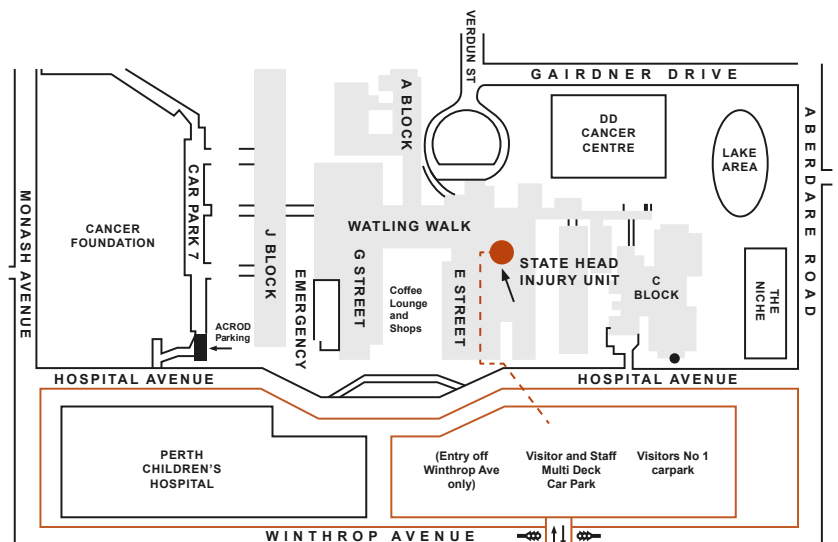 VERDUN ST
GAIRDNER DRIVE
A BLOCK
DD
CANCER
CENTRE
LAKE
AREA
ABERDARE ROAD
MONASH AVENUE
CAR PARK 7
CANCER
FOUNDATION
J BLOCK
WATLING WALK
G STREET
E STREET
STATE HEAD
INJURY UNIT
C
BLOCK
THE
NICHE
EMERGENCY
Coffee
Lounge
and
Shops
ACROD
Parking
HOSPITAL AVENUE
HOSPITAL AVENUE
PERTH
CHILDREN'S
HOSPITAL
(Entry off
Winthrop Ave
only)
Visitor and Staff
Multi Deck
Car Park
Visitors No 1
carpark
WINTHROP AVENUE